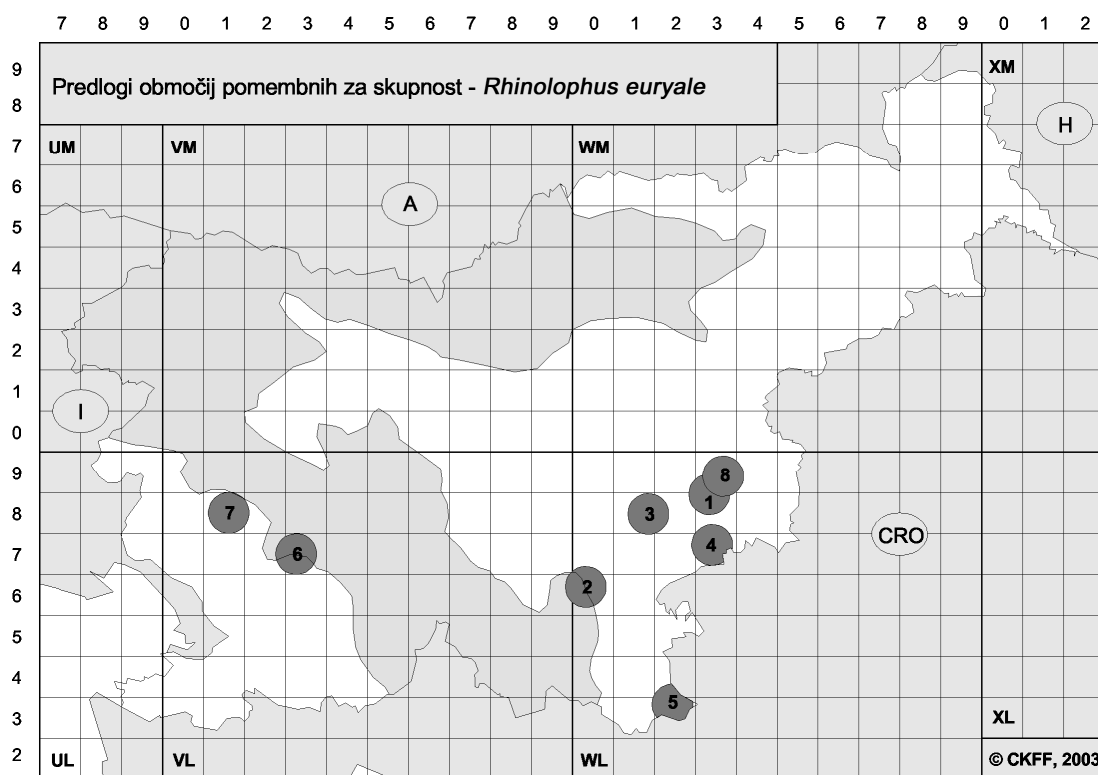 7 8 9 0 1 2 3 4 5 6 7 8 9 0 1 2 3 4 5 6 7 8 9 0 1 2
Predlogi območij pomembnih za skupnost - Rhinolophus euryale
9
XM
8
H
7
UM VM WM
6
A
5
4
3
2
1
I
0
9
8
1
8
7
3
CRO
7
6
4
6
2
5
4
5
3
XL
2
UL VL WL
© CKFF, 2003